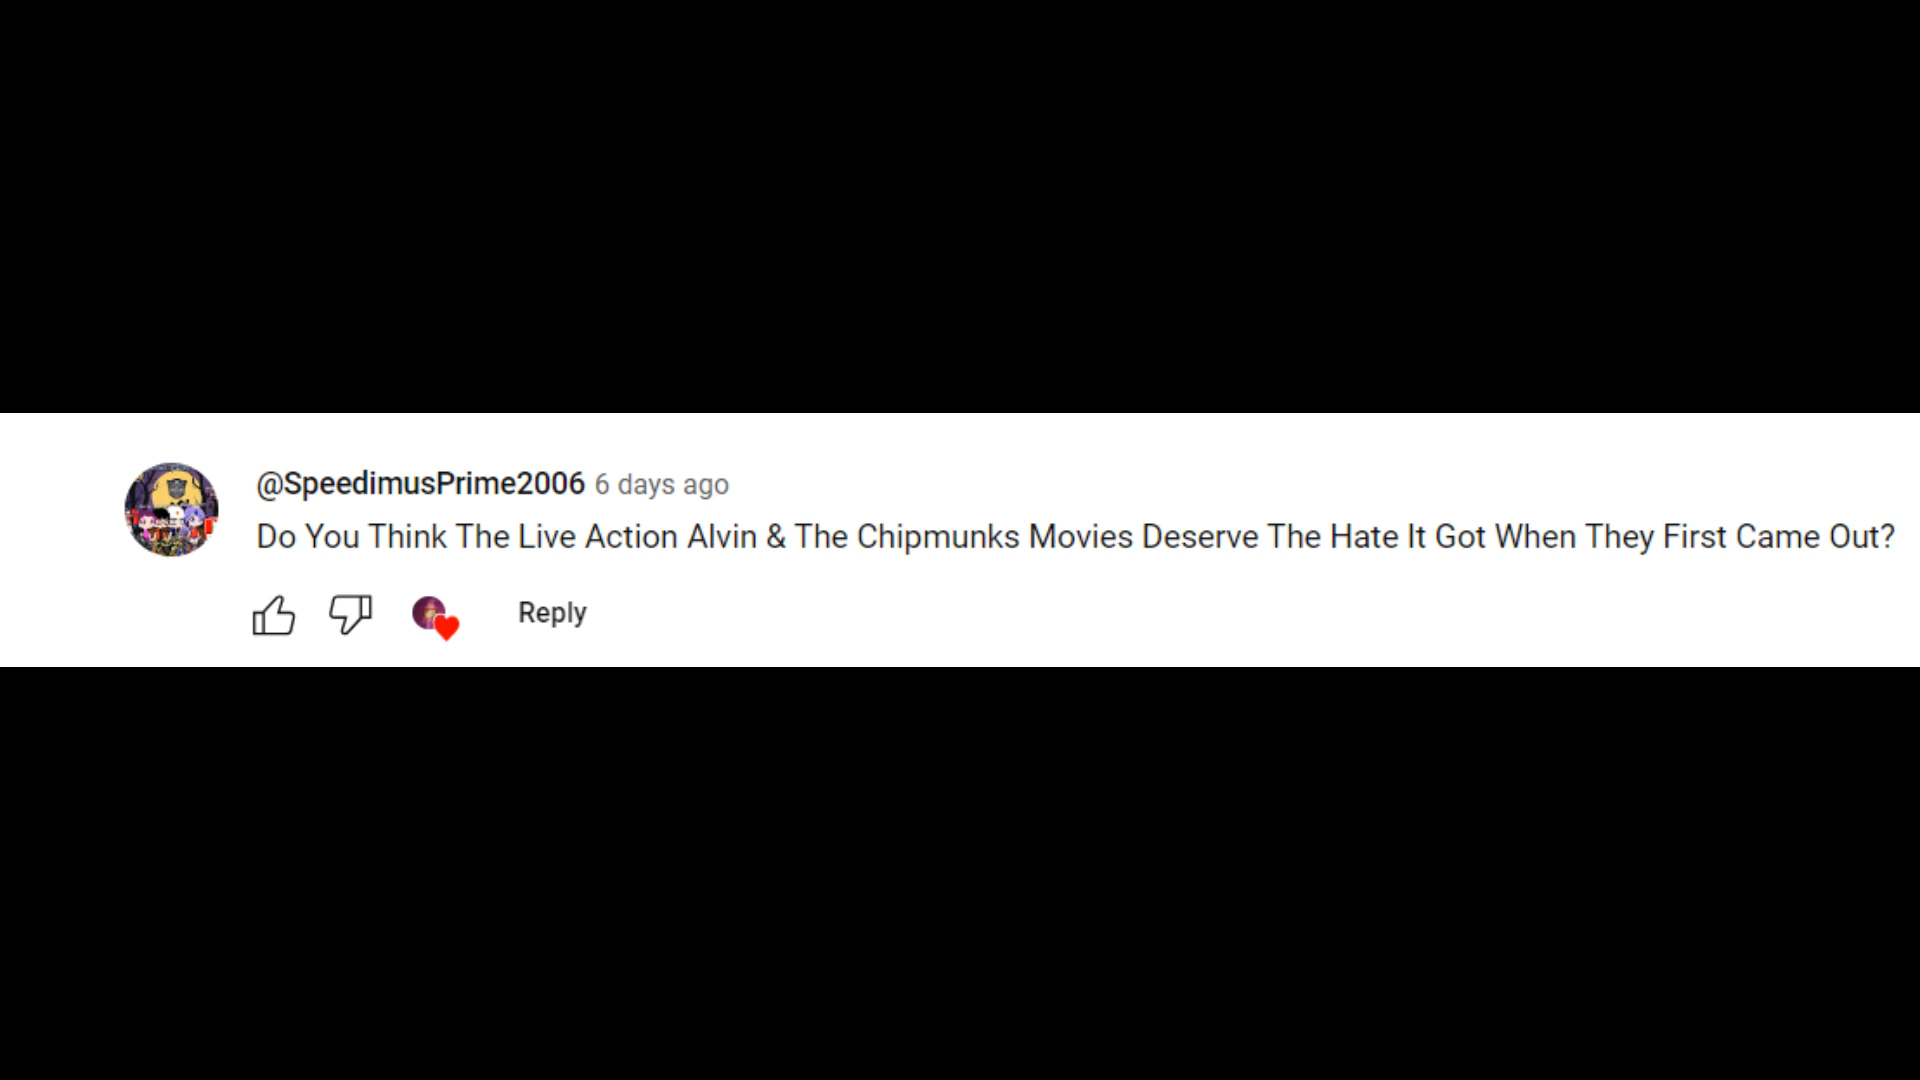 @SpeedimusPrime2006 6 days ago
Do You Think The Live Action Alvin & The Chipmunks Movies Deserve The Hate It Got When They First Came Out?
Reply